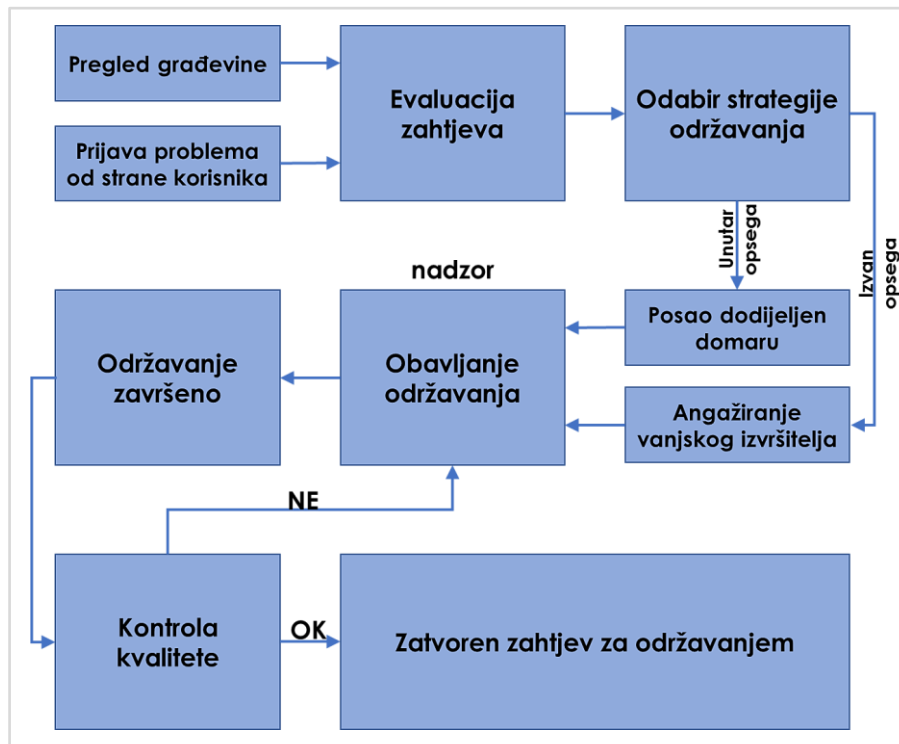 Pregled građevine
Prijava problema
od strane korisnika
Evaluacija
zahtjeva
Odabir strategije
održavanja
Unutar
opsega
Izvan
opsega
nadzor
Posao dodijeljen
domaru
Angažiranje
vanjskog izvršitelja
Obavljanje
održavanja
Održavanje
završeno
NE
Kontrola
kvalitete
OK
Zatvoren zahtjev za održavanjem